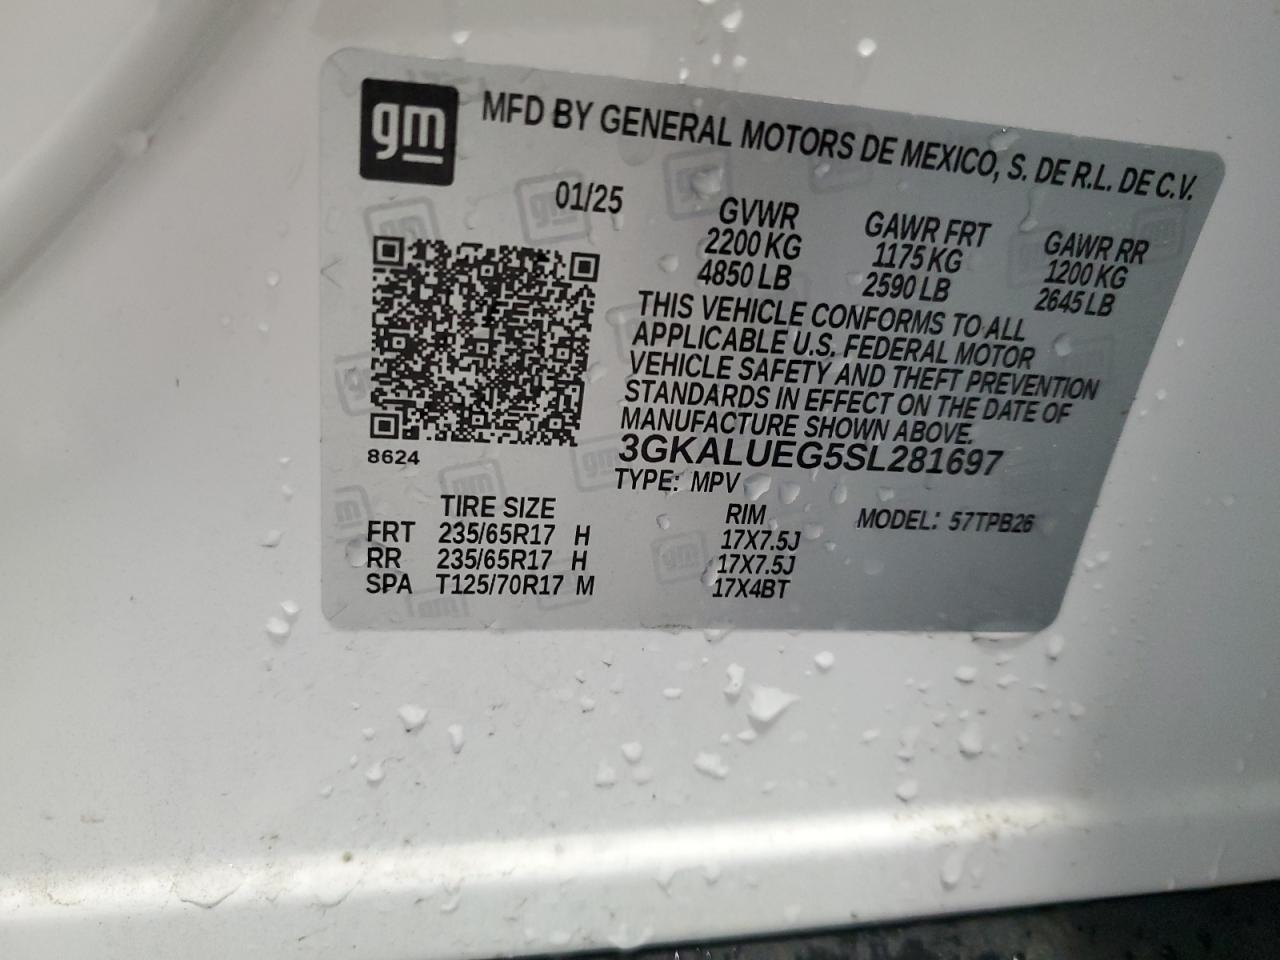 gm
MFD BY GENERAL MOTORS DE MEXICO, S. DE R.L. DE C.V.
01/25
GVWR GAWR FRT GAWR RR
2200 KG 1175 KG 1200 KG
4850 LB 2590 LB 2645 LB
THIS VEHICLE CONFORMS TO ALL
APPLICABLE U.S. FEDERAL MOTOR
VEHICLE SAFETY AND THEFT PREVENTION
STANDARDS IN EFFECT ON THE DATE OF
MANUFACTURE SHOWN ABOVE.
3GKALUEG5SL281697
8624
TYPE: MPV
MODEL: 57TPB26
TIRE SIZE RIM
FRT 235/65R17 H 17X7.5J
RR 235/65R17 H 17X7.5J
SPA T125/70R17 M 17X4BT